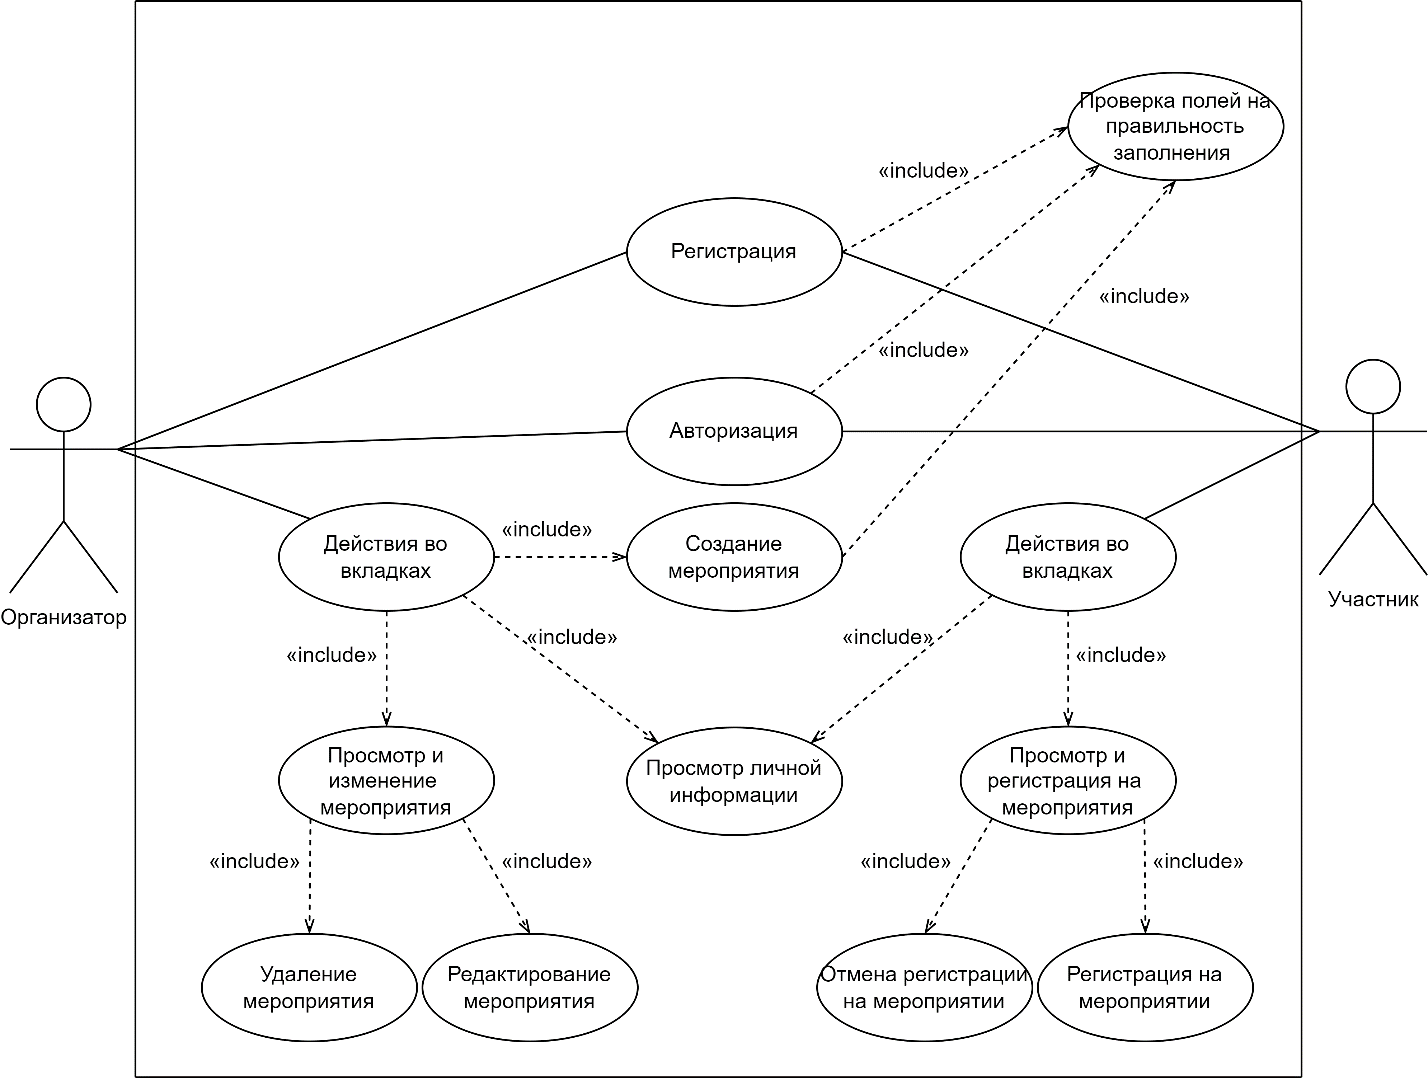 Проверка полей на
правильность
заполнения
«include»
Регистрация
«include»
«include»
Авторизация
Действия во
вкладках
«include»
Создание
мероприятия
Действия во
вкладках
Организатор
Участник
«include»
«include»
«include»
«include»
Просмотр и
изменение
мероприятия
Просмотр личной
информации
Просмотр и
регистрация на
мероприятия
«include»
«include»
«include»
«include»
Удаление
мероприятия
Редактирование
мероприятия
Отмена регистрации
на мероприятии
Регистрация на
мероприятии